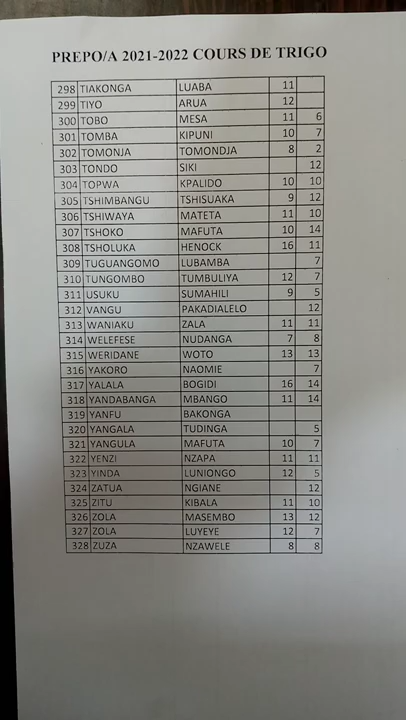 PREPO/A 2021-2022 COURS DE TRIGO
298 TIAKONGA LUABA 11
299 TIYO ARUA 12
300 TOBO MESA 11 6
301 TOMBA KIPUNI 10 7
302 TOMONJA TOMONDJA 8 2
303 TONDO SIKI 12
304 TOPWA KPALIDO 10 10
305 TSHIMBANGU TSHISUAKA 9 12
306 TSHIWAYA MATETA 11 10
307 TSHOKO MAFUTA 10 14
308 TSHOLUKA HENOCK 16 11
309 TUGUANGOMO LUBAMBA 7
310 TUNGOMBO TUMBULIYA 12 7
311 USUKU SUMAHILI 9 5
312 VANGU PAKADIALELO 12
313 WANIAKU ZALA 11 11
314 WELEFESE NUDANGA 7 8
315 WERIDANE WOTO 13 13
316 YAKORO NAOMIE 7
317 YALALA BOGIDI 16 14
318 YANDABANGA MBANGO 11 14
319 YANFU BAKONGA
320 YANGALA TUDINGA 5
321 YANGULA MAFUTA 10 7
322 YENZI NZAPA 11 11
323 YINDA LUNIONGO 12 5
324 ZATUA NGIANE 12
325 ZITU KIBALA 11 10
326 ZOLA MASEMBO 13 12
327 ZOLA LUYEYE 12 7
328 ZUZA NZAWELE 8 8